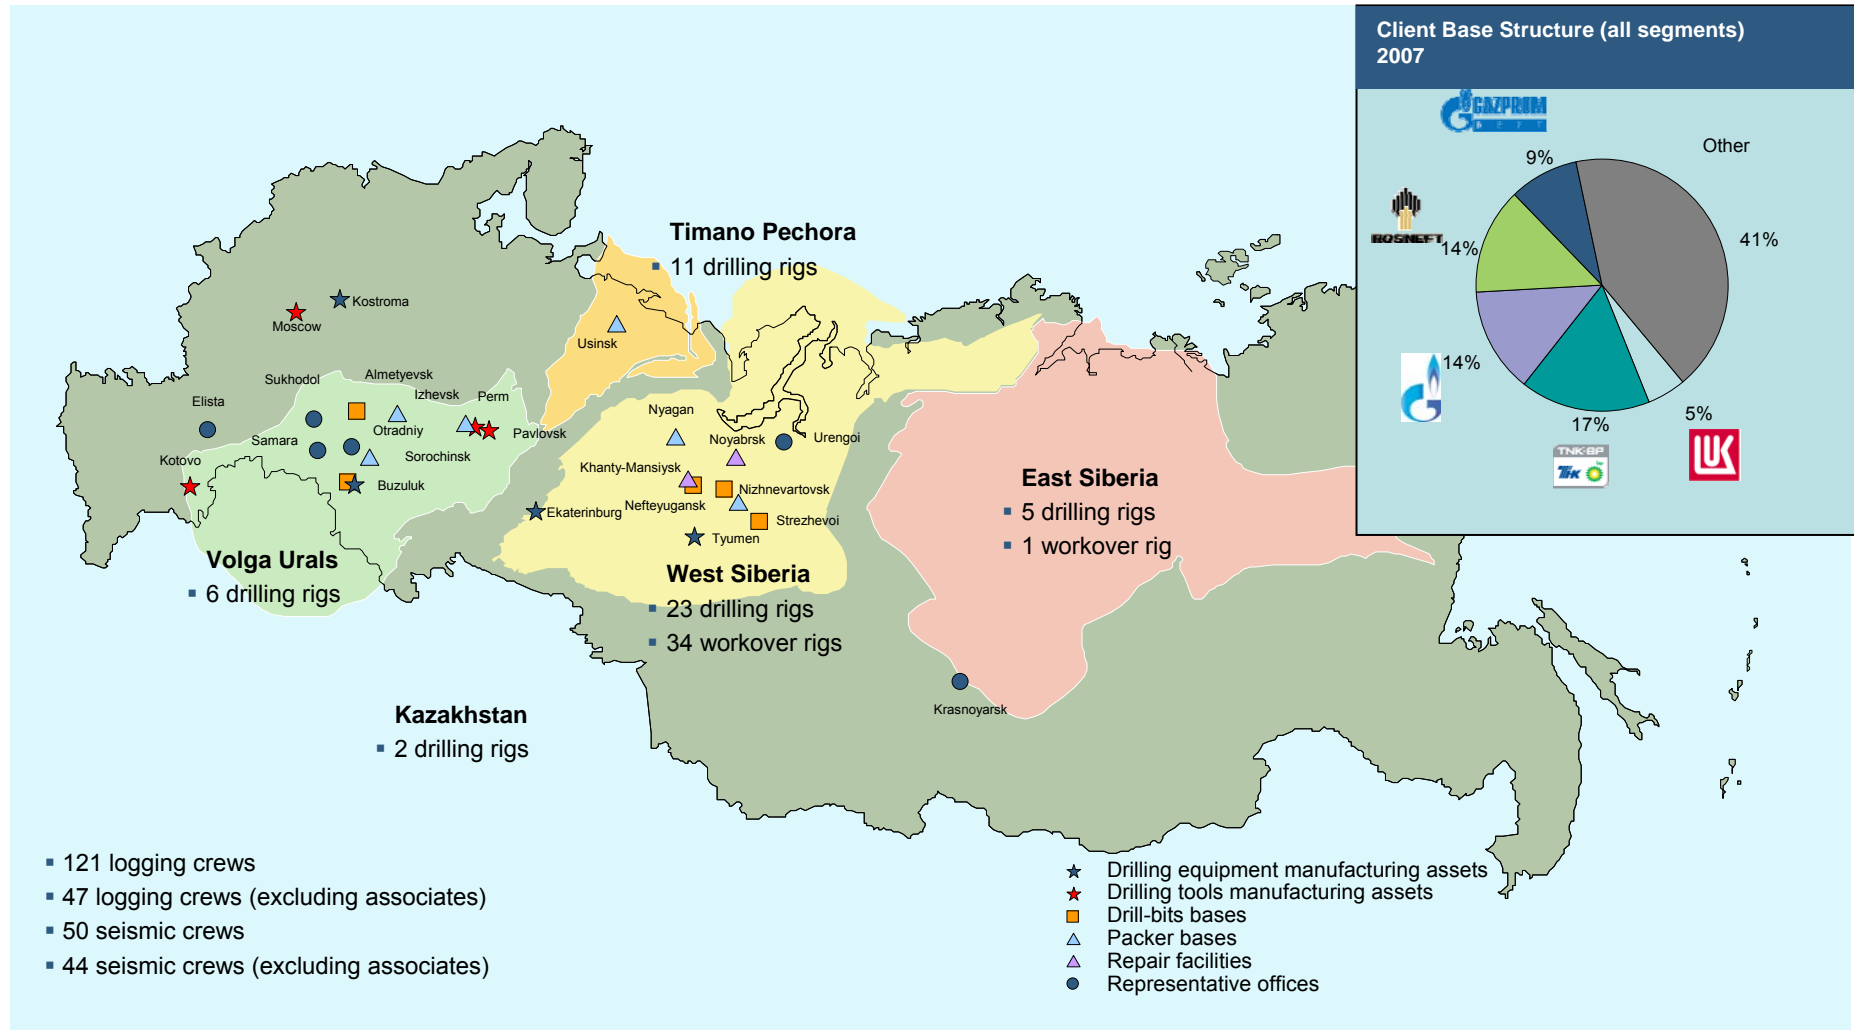 Client Base Structure (all segments)
2007
GAZPROM
NEFT
Other
9%
ROSNEFT
14%
41%
14%
5%
17%
TNK-BP
ТНК
bp
LUK
Timano Pechora
▪ 11 drilling rigs
Kostroma
Moscow
Usinsk
Sukhodol
Almetyevsk
Izhevsk
Perm
Elista
Nyagan
Samara
Otradniy
Pavlovsk
Noyabrsk
Urengoi
Kotovo
Sorochinsk
Khanty-Mansiysk
Buzuluk
Nizhnevartovsk
Nefteyugansk
Ekaterinburg
Strezhevoi
Tyumen
East Siberia
▪ 5 drilling rigs
▪ 1 workover rig
Volga Urals
▪ 6 drilling rigs
West Siberia
▪ 23 drilling rigs
▪ 34 workover rigs
Krasnoyarsk
Kazakhstan
▪ 2 drilling rigs
▪ 121 logging crews
▪ 47 logging crews (excluding associates)
▪ 50 seismic crews
▪ 44 seismic crews (excluding associates)
Drilling equipment manufacturing assets
Drilling tools manufacturing assets
Drill-bits bases
Packer bases
Repair facilities
Representative offices